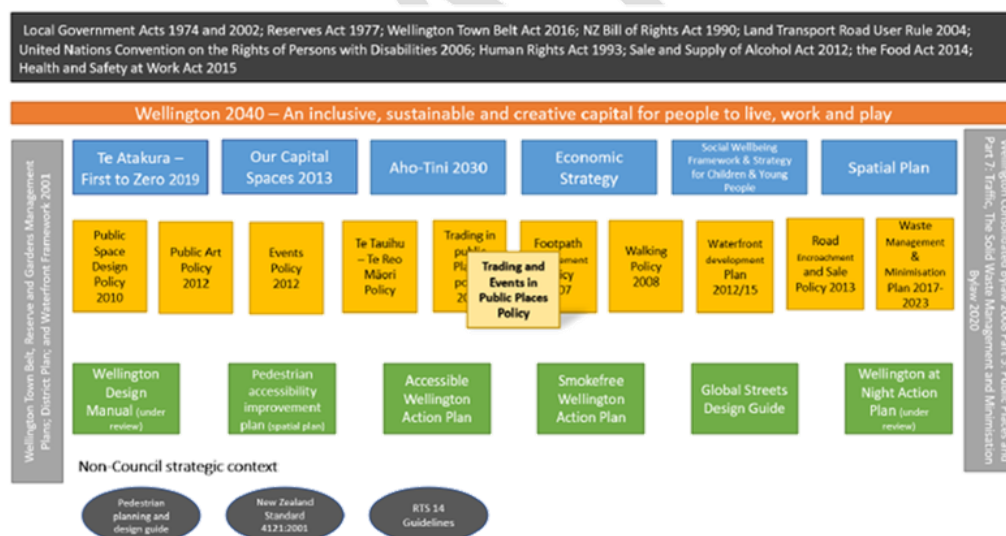 Local Government Acts 1974 and 2002; Reserves Act 1977; Wellington Town Belt Act 2016; NZ Bill of Rights Act 1990; Land Transport Road User Rule 2004;
United Nations Convention on the Rights of Persons with Disabilities 2006; Human Rights Act 1993; Sale and Supply of Alcohol Act 2012; the Food Act 2014;
Health and Safety at Work Act 2015
Wellington 2040 – An inclusive, sustainable and creative capital for people to live, work and play
Wellington Town Belt, Reserve and Gardens Management
Plans; District Plan; and Waterfront Framework 2001
Te Atakura –
First to Zero 2019
Our Capital
Spaces 2013
Aho-Tini 2030
Economic
Strategy
Social Wellbeing
Framework & Strategy
for Children & Young
People
Spatial Plan
Part 7: Traffic, The Solid Waste Management and Minimisation
Bylaw 2020
Public
Space
Design
Policy
2010
Public Art
Policy
2012
Events
Policy
2012
Te Tauihu
– Te Reo
Māori
Policy
Trading in
Trading and
Events in
Public Places
Policy
Footpath
Walking
Policy
2008
Waterfront
development
Plan
2012/15
Road
Encroachment
and Sale
Policy 2013
Waste
Management
&
Minimisation
Plan 2017-
2023
Wellington
Design
Manual (under
review)
Pedestrian
accessibility
improvement
plan (spatial plan)
Accessible
Wellington
Action Plan
Smokefree
Wellington
Action Plan
Global Streets
Design Guide
Wellington at
Night Action
Plan (under
review)
Non-Council strategic context
Pedestrian
planning and
design guide
New Zealand
Standard
4121:2001
RTS 14
Guidelines